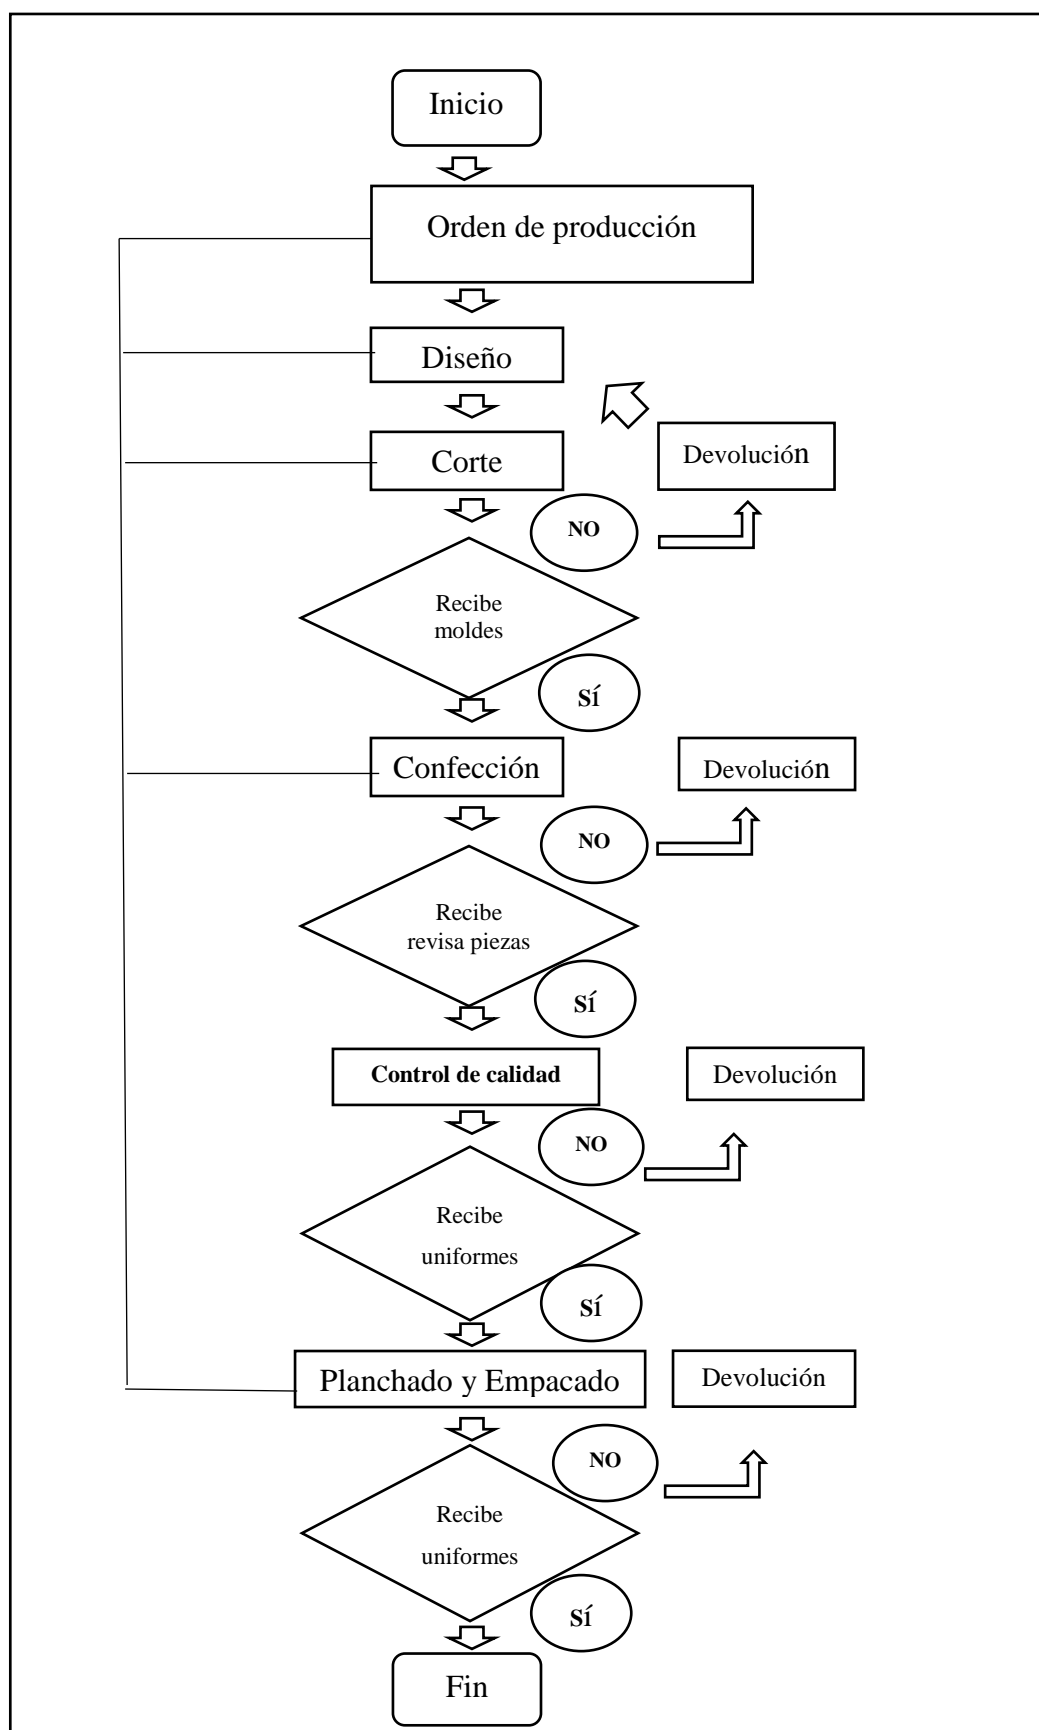 Inicio
Orden de producción
Diseño
Corte
Devolución
NO
Recibe
moldes
Sí
Confección
Devolución
NO
Recibe
revisa piezas
Sí
Control de calidad
Devolución
NO
Recibe
uniformes
Sí
Planchado y Empacado
Devolución
NO
Recibe
uniformes
Sí
Fin